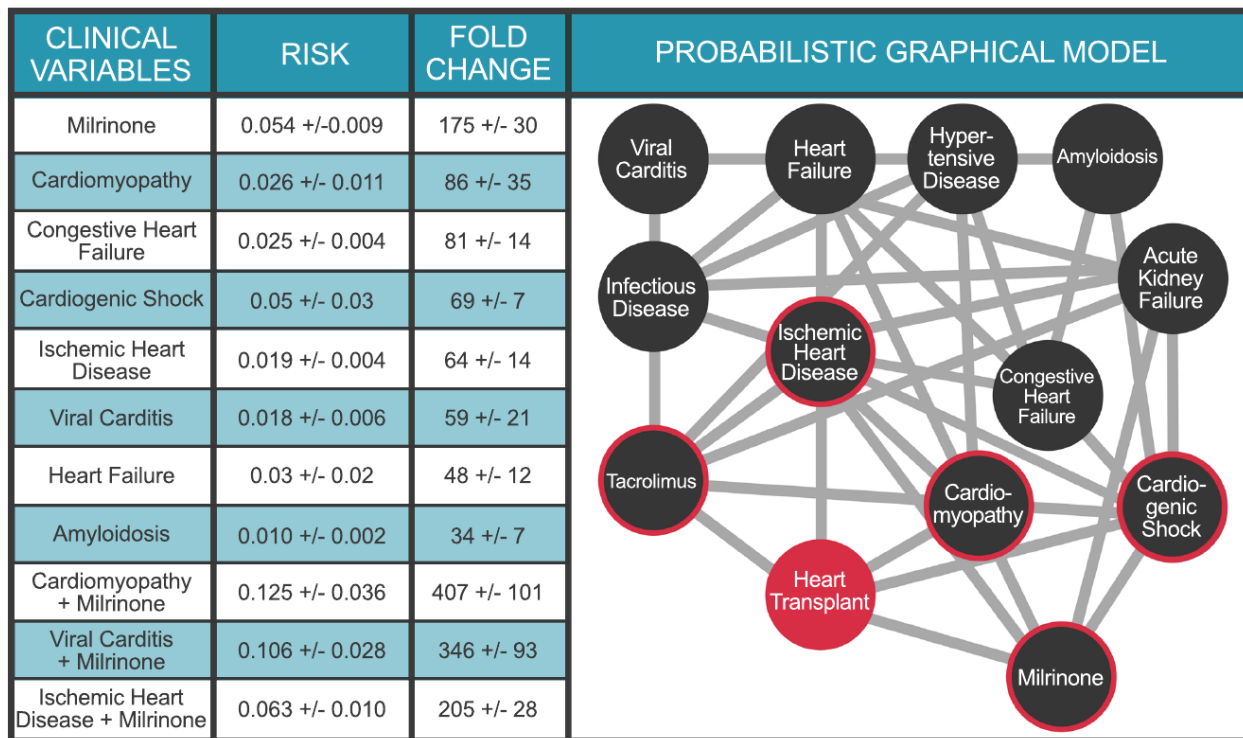 CLINICAL
VARIABLES
RISK
FOLD
CHANGE
PROBABILISTIC GRAPHICAL MODEL
Milrinone
0.054 +/-0.009
175 +/- 30
Cardiomyopathy
0.026 +/- 0.011
86 +/- 35
Congestive Heart
Failure
0.025 +/- 0.004
81 +/- 14
Cardiogenic Shock
0.05 +/- 0.03
69 +/- 7
Ischemic Heart
Disease
0.019 +/- 0.004
64 +/- 14
Viral Carditis
0.018 +/- 0.006
59 +/- 21
Heart Failure
0.03 +/- 0.02
48 +/- 12
Amyloidosis
0.010 +/- 0.002
34 +/- 7
Cardiomyopathy
+ Milrinone
0.125 +/- 0.036
407 +/- 101
Viral Carditis
+ Milrinone
0.106 +/- 0.028
346 +/- 93
Ischemic Heart
Disease + Milrinone
0.063 +/- 0.010
205 +/- 28
Viral
Carditis
Heart
Failure
Hyper-
tensive
Disease
Amyloidosis
Infectious
Disease
Acute
Kidney
Failure
Ischemic
Heart
Disease
Congestive
Heart
Failure
Tacrolimus
Cardio-
myopathy
Cardio-
genic
Shock
Heart
Transplant
Milrinone